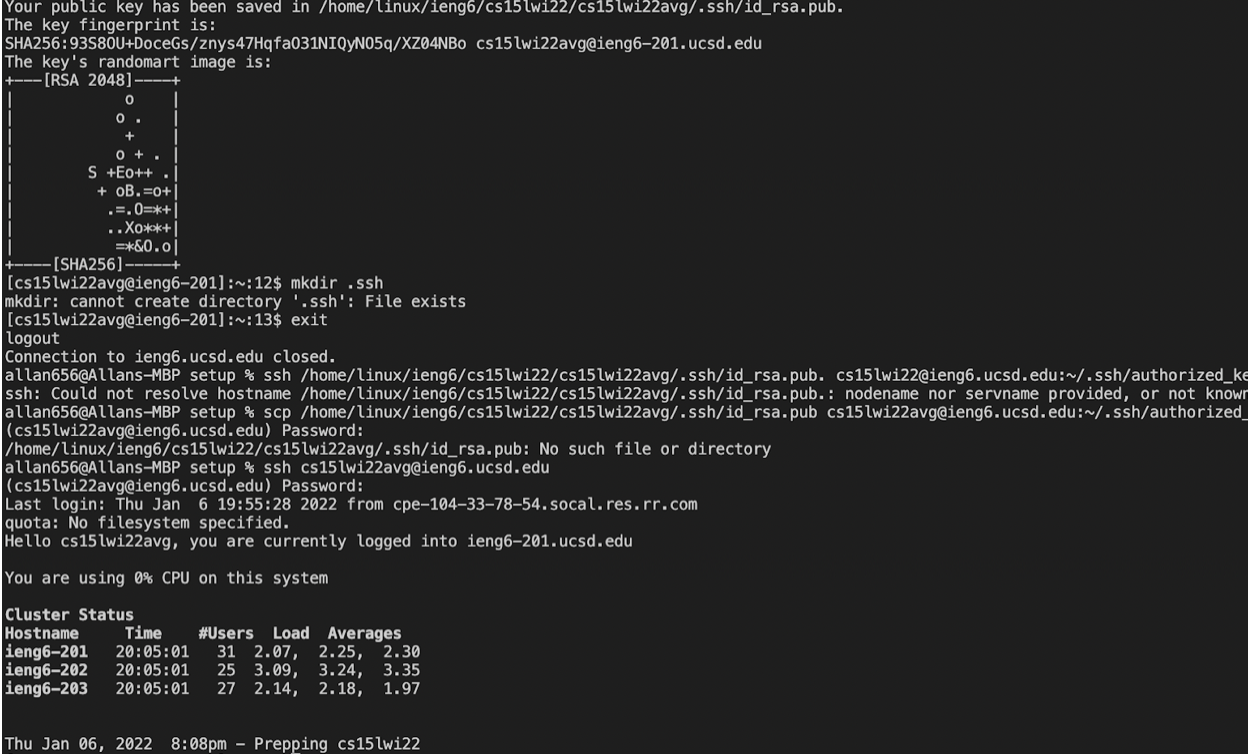 Your public key has been saved in /home/linux/ieng6/cs15lwi22/cs15lwi22avg/.ssh/id_rsa.pub.
The key fingerprint is:
SHA256:93S8OU+DoceGs/znys47HqfaO31NIQyNO5q/XZ04NBo cs15lwi22avg@ieng6-201.ucsd.edu
The key's randomart image is:
+---[RSA 2048]----+
|            o    |
|           o .   |
|            +    |
|           o + . |
|        S +Eo++ .|
|         + oB.=o+|
|          .=.O=*+|
|          ..Xo**+|
|           =*&O.o|
+----[SHA256]-----+
[cs15lwi22avg@ieng6-201]:~:12$ mkdir .ssh
mkdir: cannot create directory '.ssh': File exists
[cs15lwi22avg@ieng6-201]:~:13$ exit
logout
Connection to ieng6.ucsd.edu closed.
allan656@Allans-MBP setup % ssh /home/linux/ieng6/cs15lwi22/cs15lwi22avg/.ssh/id_rsa.pub. cs15lwi22@ieng6.ucsd.edu:~/.ssh/authorized_ke
ssh: Could not resolve hostname /home/linux/ieng6/cs15lwi22/cs15lwi22avg/.ssh/id_rsa.pub.: nodename nor servname provided, or not known
allan656@Allans-MBP setup % scp /home/linux/ieng6/cs15lwi22/cs15lwi22avg/.ssh/id_rsa.pub cs15lwi22avg@ieng6.ucsd.edu:~/.ssh/authorized_
(cs15lwi22avg@ieng6.ucsd.edu) Password:
/home/linux/ieng6/cs15lwi22/cs15lwi22avg/.ssh/id_rsa.pub: No such file or directory
allan656@Allans-MBP setup % ssh cs15lwi22avg@ieng6.ucsd.edu
(cs15lwi22avg@ieng6.ucsd.edu) Password:
Last login: Thu Jan  6 19:55:28 2022 from cpe-104-33-78-54.socal.res.rr.com
quota: No filesystem specified.
Hello cs15lwi22avg, you are currently logged into ieng6-201.ucsd.edu
You are using 0% CPU on this system
Cluster Status
Hostname     Time    #Users  Load  Averages
ieng6-201   20:05:01   31  2.07,  2.25,  2.30
ieng6-202   20:05:01   25  3.09,  3.24,  3.35
ieng6-203   20:05:01   27  2.14,  2.18,  1.97
Thu Jan 06, 2022  8:08pm - Prepping cs15lwi22